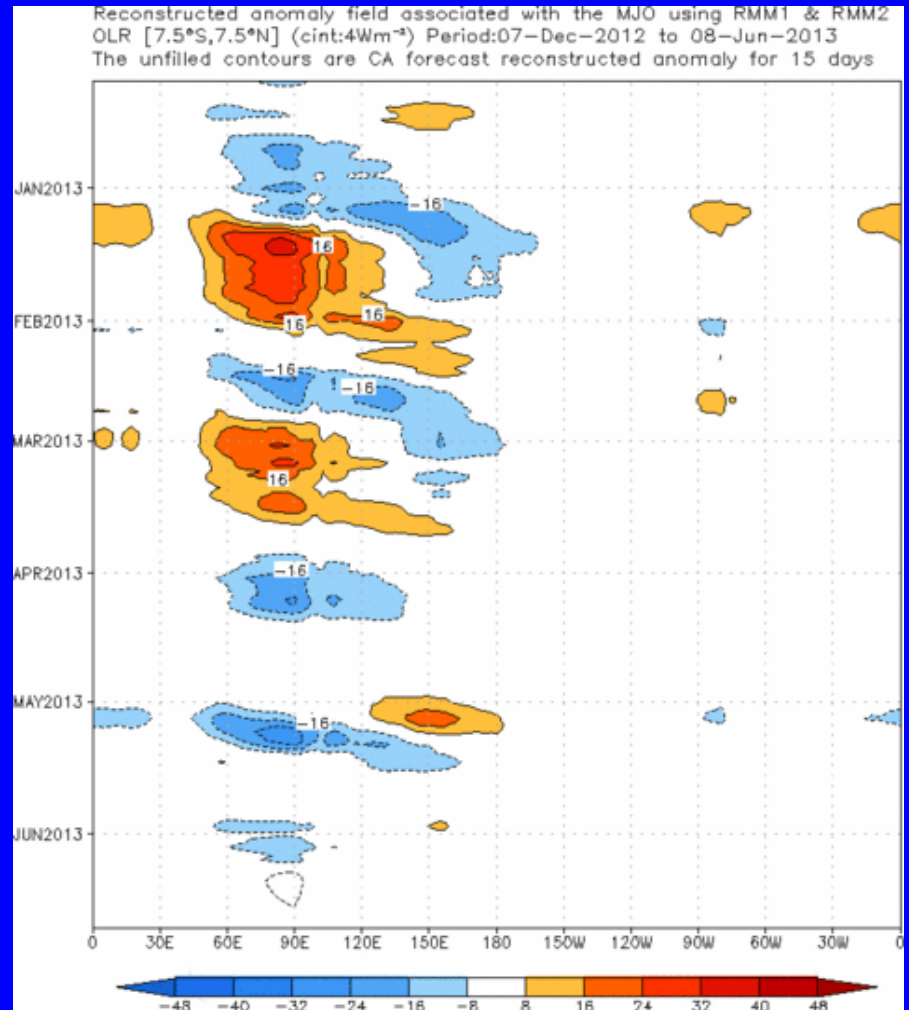 Reconstructed anomaly field associated with the MJO using RMM1 & RMM2
OLR [7.5°S,7.5°N] (cint:4Wm⁻²) Period:07-Dec-2012 to 08-Jun-2013
The unfilled contours are CA forecast reconstructed anomaly for 15 days
JAN2013
-16
16
FEB2013
16
16
-16
-16
MAR2013
16
APR2013
-16
MAY2013
-16
JUN2013
0 30E 60E 90E 120E 150E 180 150W 120W 90W 60W 30W 0
-48 -40 -32 -24 -16 -8 8 16 24 32 40 48